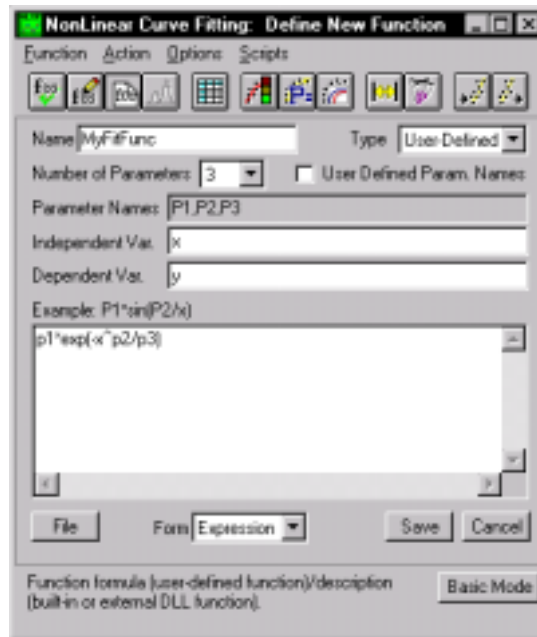 NonLinear Curve Fitting: Define New Function
Function Action Options Scripts
Name MyFitFunc Type User-Defined
Number of Parameters 3 User Defined Param. Names
Parameter Names P1,P2,P3
Independent Var. x
Dependent Var. y
Example: P1*sin(P2/x)
p1*exp(-x^p2/p3)
File Form Expression Save Cancel
Function formula (user-defined function)/description
(built-in or external DLL function).
Basic Mode